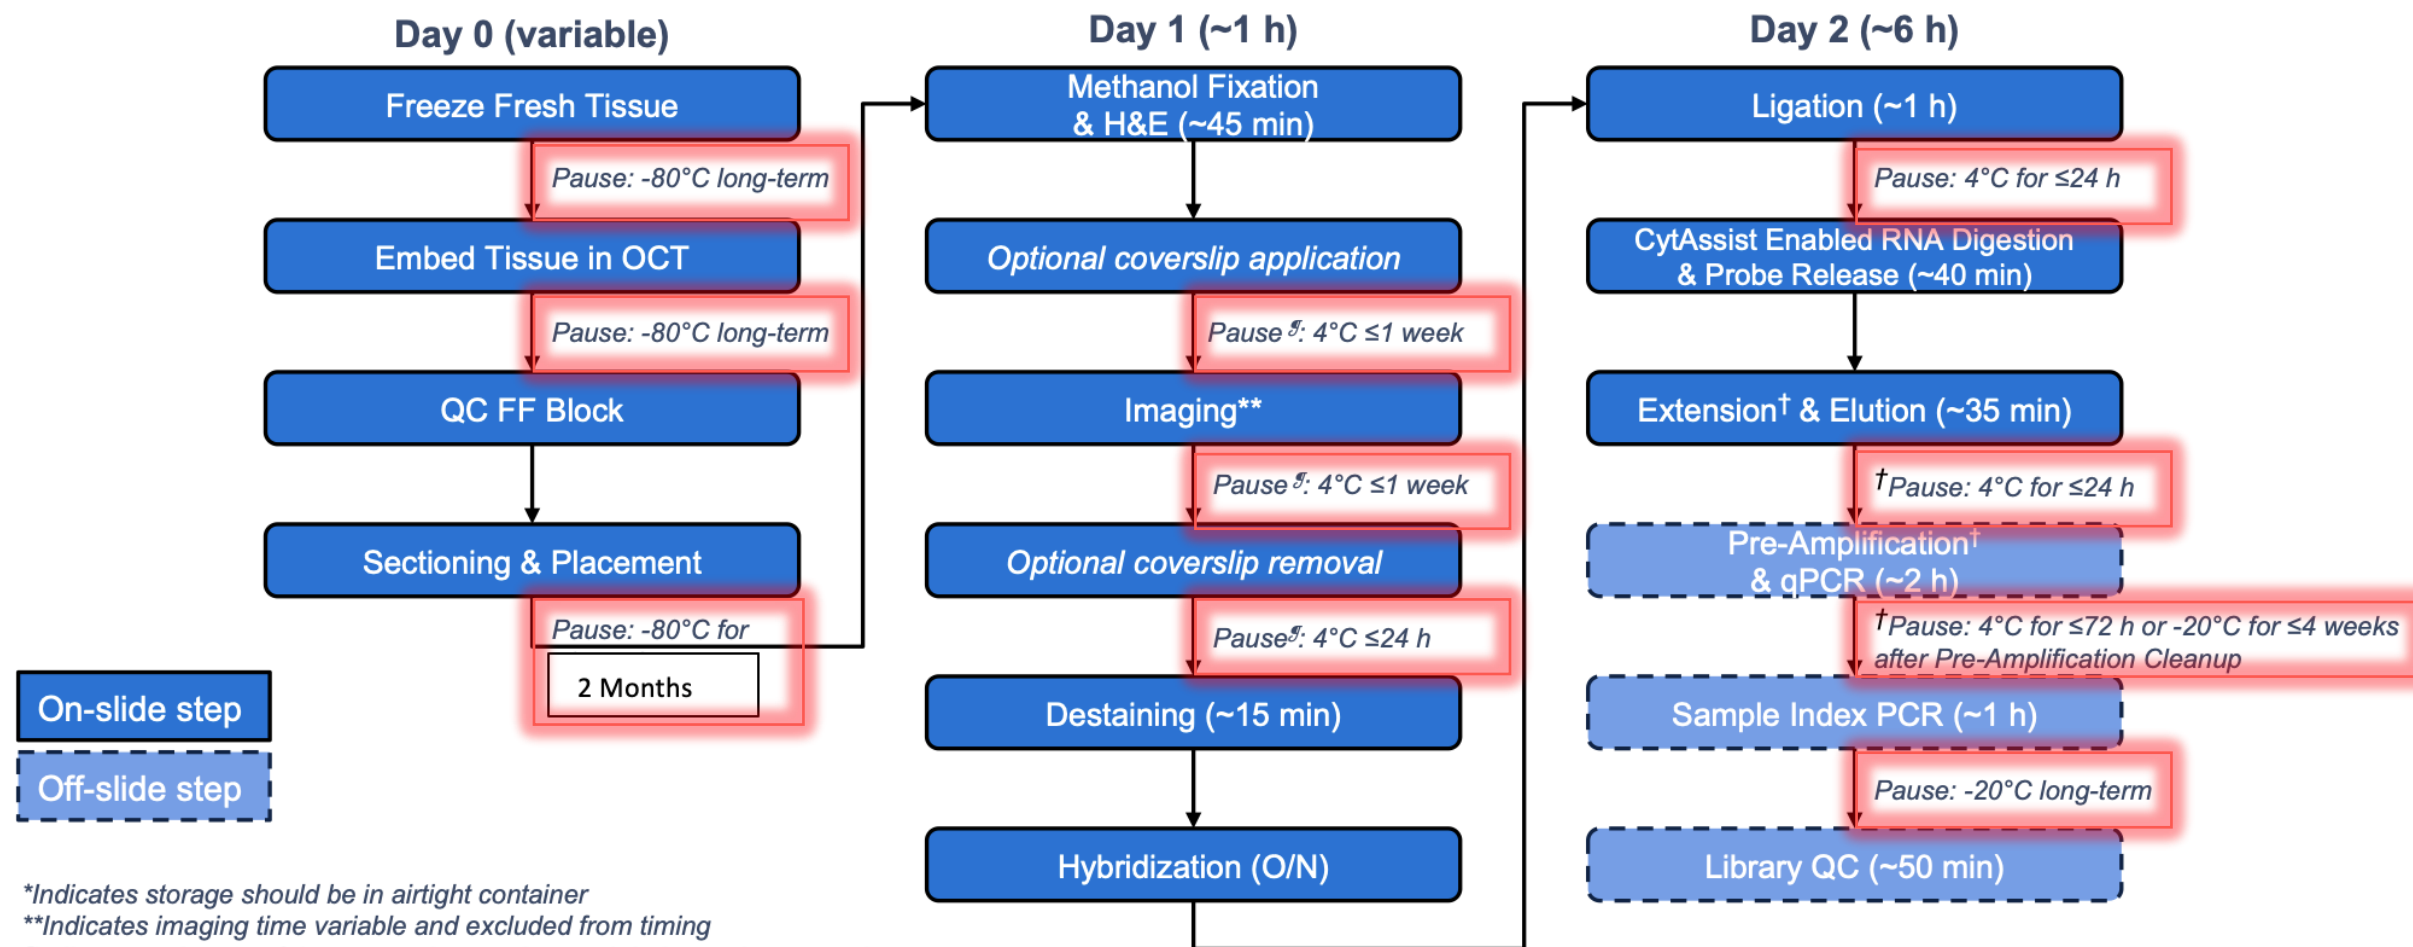 Day 0 (variable)
Freeze Fresh Tissue
Pause: -80°C long-term
Embed Tissue in OCT
Pause: -80°C long-term
QC FF Block
Sectioning & Placement
Pause: -80°C for
2 Months
On-slide step
Off-slide step
*Indicates storage should be in airtight container
**Indicates imaging time variable and excluded from timing
Day 1 (~1 h)
Methanol Fixation
& H&E (~45 min)
Optional coverslip application
Pause¶: 4°C ≤1 week
Imaging**
Pause¶: 4°C ≤1 week
Optional coverslip removal
Pause¶: 4°C ≤24 h
Destaining (~15 min)
Hybridization (O/N)
Day 2 (~6 h)
Ligation (~1 h)
Pause: 4°C for ≤24 h
CytAssist Enabled RNA Digestion
& Probe Release (~40 min)
Extension† & Elution (~35 min)
†Pause: 4°C for ≤24 h
Pre-Amplification†
& qPCR (~2 h)
†Pause: 4°C for ≤72 h or -20°C for ≤4 weeks
after Pre-Amplification Cleanup
Sample Index PCR (~1 h)
Pause: -20°C long-term
Library QC (~50 min)